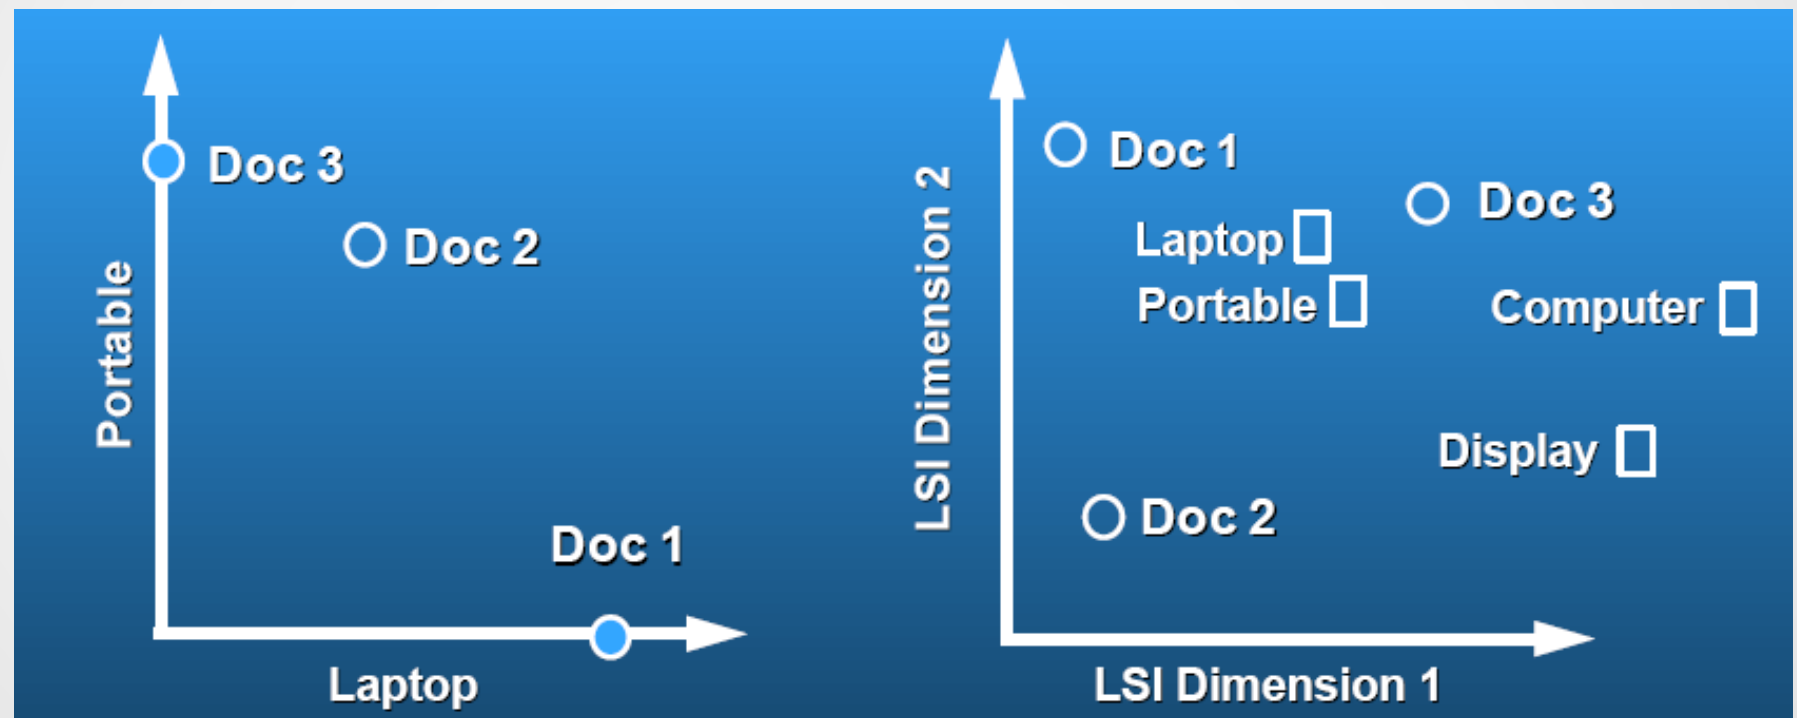 Doc 3
Doc 2
Portable
Doc 1
Laptop
Doc 1
Doc 3
LSI Dimension 2
Laptop
Portable
Computer
Display
Doc 2
LSI Dimension 1